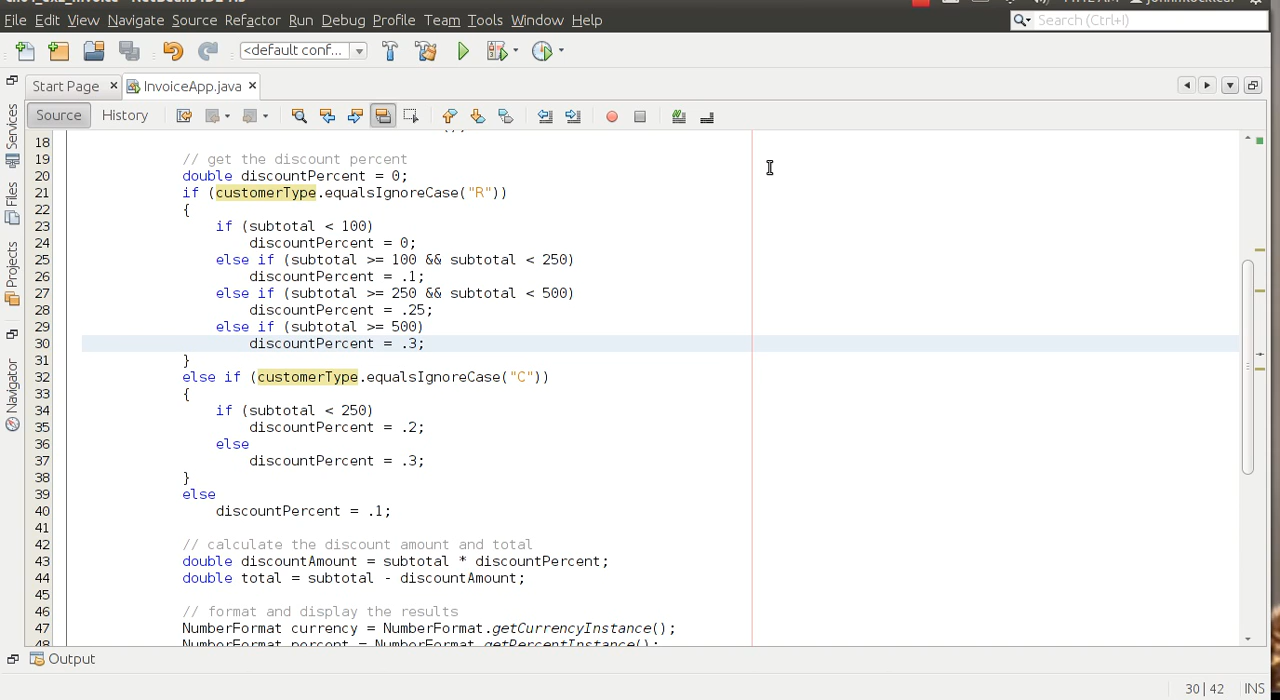 File Edit View Navigate Source Refactor Run Debug Profile Team Tools Window Help
Search (Ctrl+I)
<default conf...
Start Page × InvoiceApp.java ×
Source History
Services
Files
Projects
Navigator
18
19 // get the discount percent
20 double discountPercent = 0;
21 if (customerType.equalsIgnoreCase("R"))
22 {
23 if (subtotal < 100)
24 discountPercent = 0;
25 else if (subtotal >= 100 && subtotal < 250)
26 discountPercent = .1;
27 else if (subtotal >= 250 && subtotal < 500)
28 discountPercent = .25;
29 else if (subtotal >= 500)
30 discountPercent = .3;
31 }
32 else if (customerType.equalsIgnoreCase("C"))
33 {
34 if (subtotal < 250)
35 discountPercent = .2;
36 else
37 discountPercent = .3;
38 }
39 else
40 discountPercent = .1;
41
42 // calculate the discount amount and total
43 double discountAmount = subtotal * discountPercent;
44 double total = subtotal - discountAmount;
45
46 // format and display the results
47 NumberFormat currency = NumberFormat.getCurrencyInstance();
48 NumberFormat percent = NumberFormat.getPercentInstance();
Output
30 | 42 INS